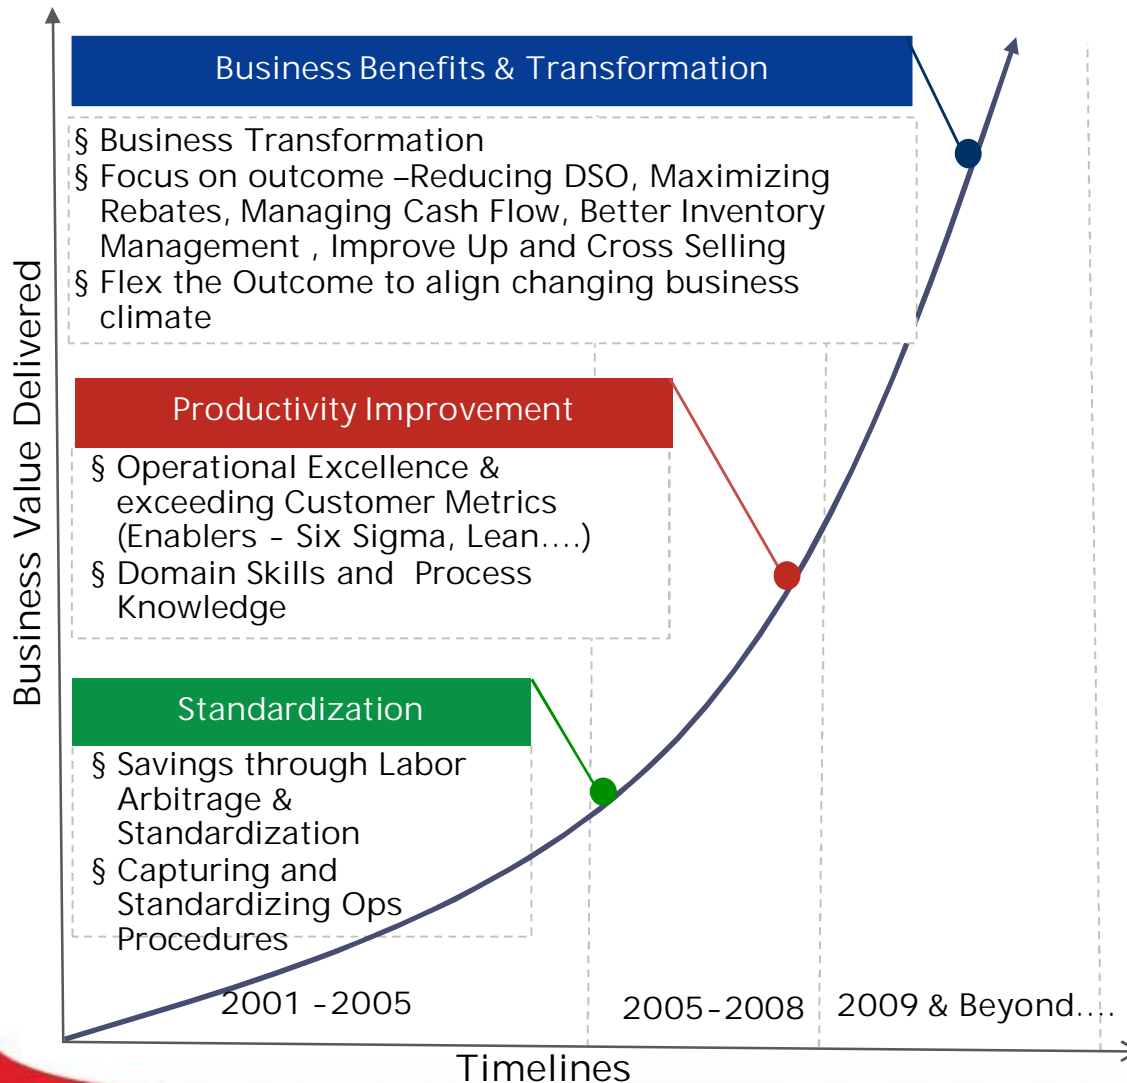 Business Benefits & Transformation
§ Business Transformation
§ Focus on outcome –Reducing DSO, Maximizing
Rebates, Managing Cash Flow, Better Inventory
Management , Improve Up and Cross Selling
§ Flex the Outcome to align changing business
climate
Productivity Improvement
§ Operational Excellence &
exceeding Customer Metrics
(Enablers – Six Sigma, Lean....)
§ Domain Skills and Process
Knowledge
Standardization
§ Savings through Labor
Arbitrage &
Standardization
§ Capturing and
Standardizing Ops
Procedures
Business Value Delivered
2001 -2005
2005-2008
2009 & Beyond....
Timelines